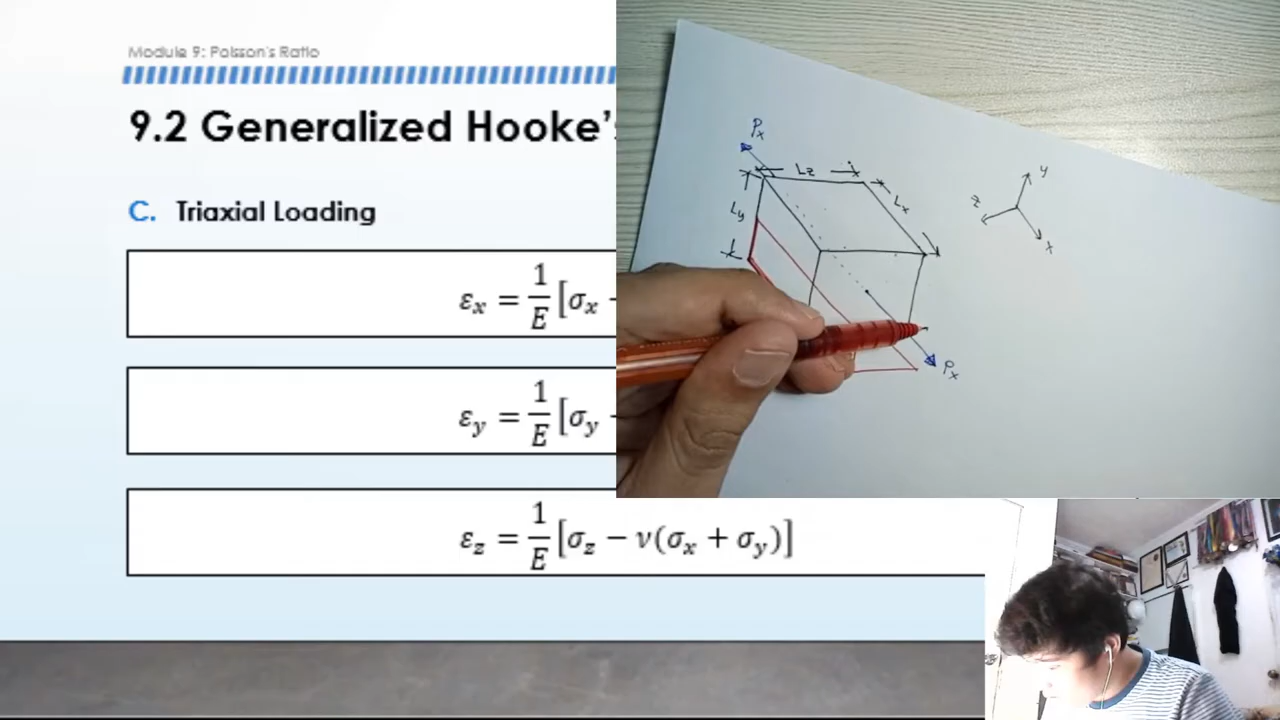 Module 9: Poisson's Ratio
9.2 Generalized Hooke's
C. Triaxial Loading
εx = 1/E [σx -
εy = 1/E [σy -
εz = 1/E [σz − ν(σx + σy)]
Px
Lz
Lx
Ly
y
z
x
Px